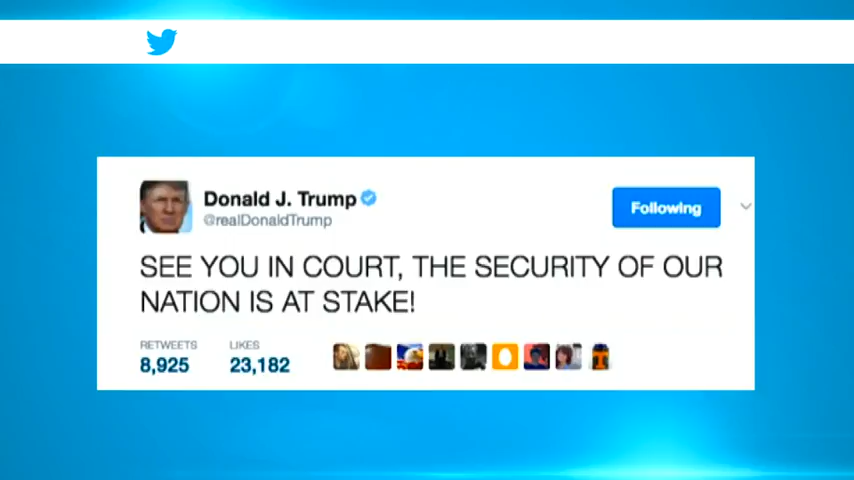 Donald J. Trump
@realDonaldTrump
Following
SEE YOU IN COURT, THE SECURITY OF OUR
NATION IS AT STAKE!
RETWEETS LIKES
8,925 23,182